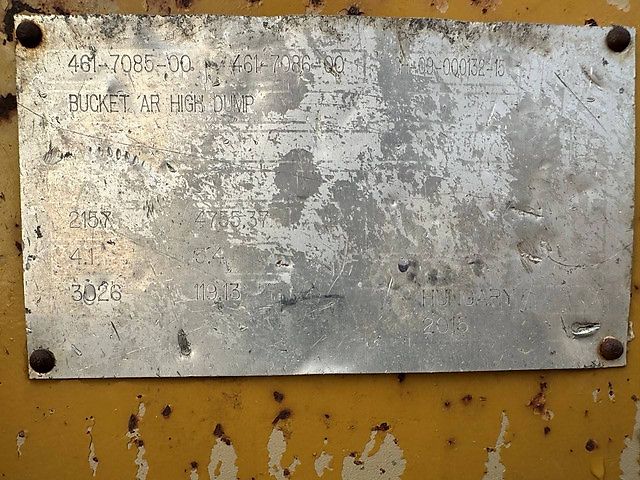 461-7085-00 461-7086-00 69-000132-15
BUCKET, AR HIGH DUMP
2157 4755.37
4.1 5.4
3026 119.13 HUNGARY
2015